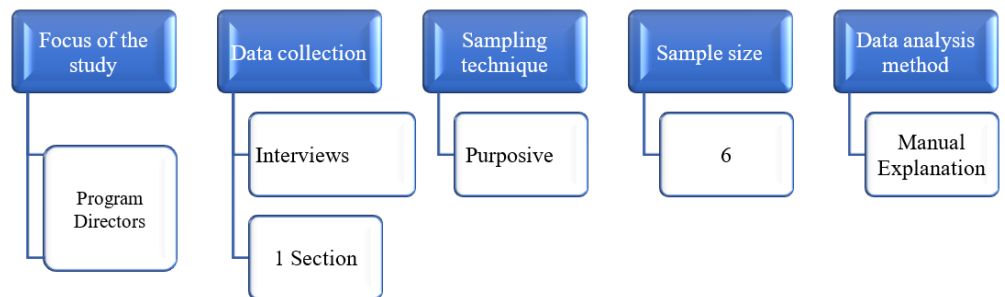 Focus of the
study
Program
Directors
Data collection
Interviews
1 Section
Sampling
technique
Purposive
Sample size
6
Data analysis
method
Manual
Explanation